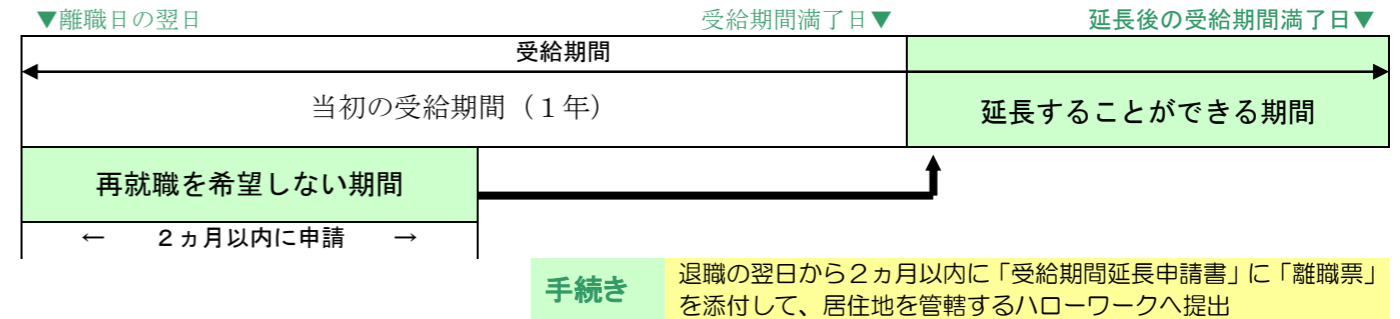 ▼離職日の翌日 受給期間満了日▼ 延長後の受給期間満了日▼
受給期間
当初の受給期間（１年） 延長することができる期間
再就職を希望しない期間
← ２ヵ月以内に申請 →
手続き 退職の翌日から２ヵ月以内に「受給期間延長申請書」に「離職票」
を添付して、居住地を管轄するハローワークへ提出